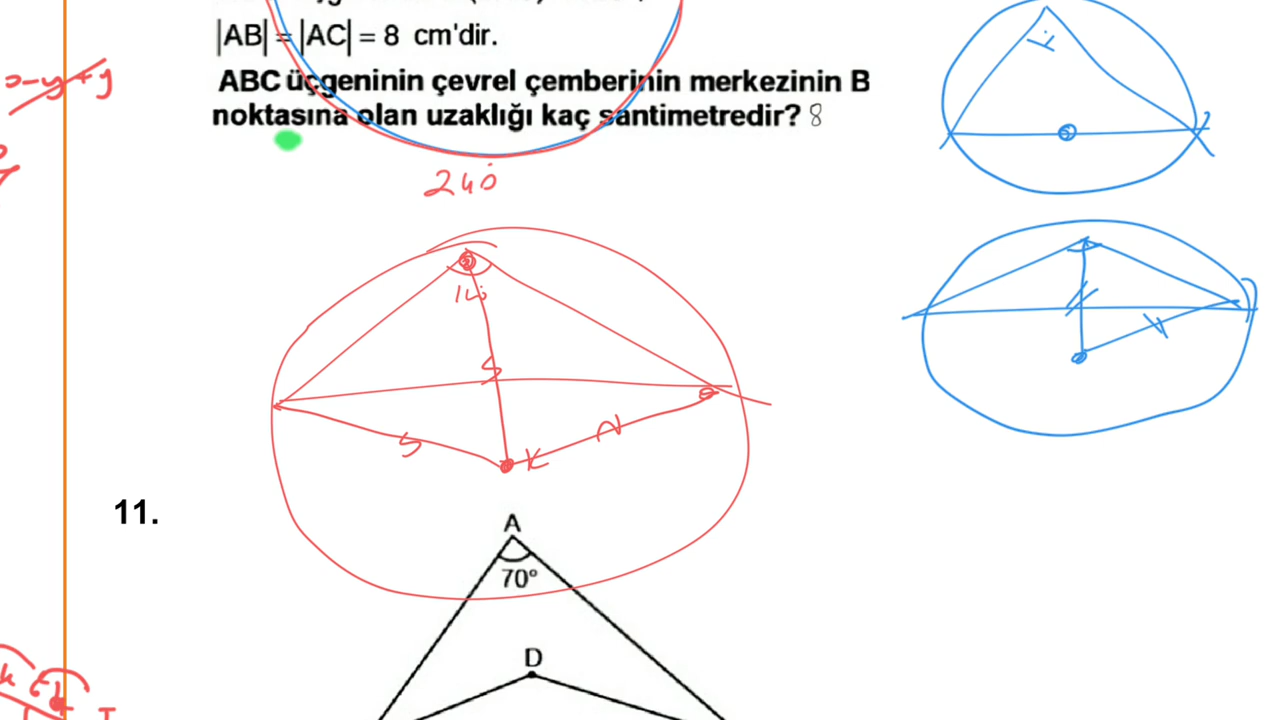 |AB| = |AC| = 8 cm'dir.
ABC üçgeninin çevrel çemberinin merkezinin B
noktasına olan uzaklığı kaç santimetredir? 8
240
K
11.
A
70°
D